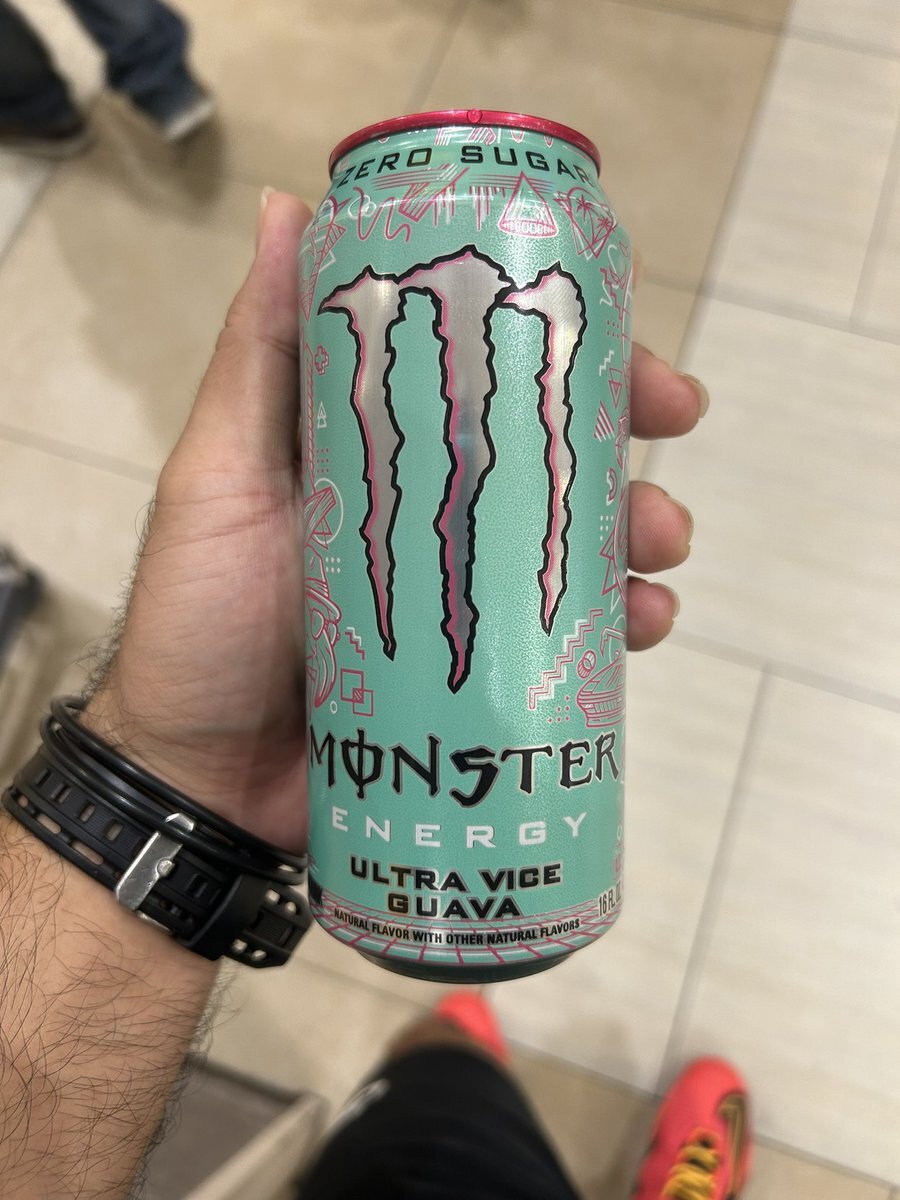 ZERO SUGAR
MONSTER
ENERGY
ULTRA VICE
GUAVA
NATURAL FLAVOR WITH OTHER NATURAL FLAVORS
16 FL OZ